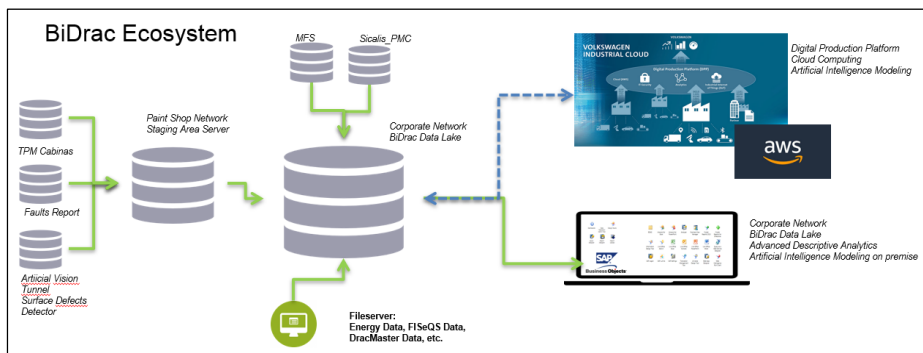 BiDrac Ecosystem
MFS
Sicalis_PMC
TPM Cabinas
Faults Report
Artiicial Vision
Tunnel
Surface Defects
Detector
Paint Shop Network
Staging Area Server
Corporate Network
BiDrac Data Lake
Fileserver:
Energy Data, FISeQS Data,
DracMaster Data, etc.
VOLKSWAGEN
INDUSTRIAL CLOUD
Digital Production Platform (DPP)
aws
Digital Production Platform
Cloud Computing
Artificial Intelligence Modeling
SAP
Business Objects
Corporate Network
BiDrac Data Lake
Advanced Descriptive Analytics
Artificial Intelligence Modeling on premise